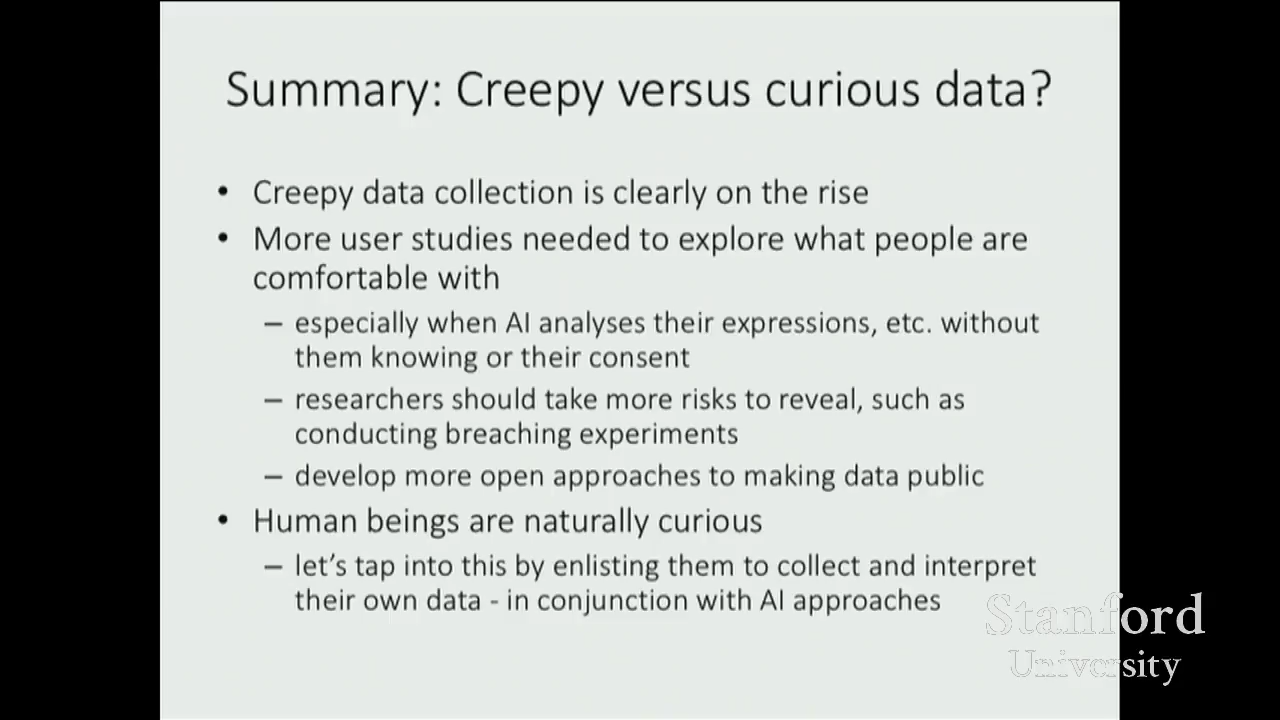 Summary: Creepy versus curious data?
• Creepy data collection is clearly on the rise
• More user studies needed to explore what people are
comfortable with
– especially when AI analyses their expressions, etc. without
them knowing or their consent
– researchers should take more risks to reveal, such as
conducting breaching experiments
– develop more open approaches to making data public
• Human beings are naturally curious
– let’s tap into this by enlisting them to collect and interpret
their own data - in conjunction with AI approaches
Stanford
University